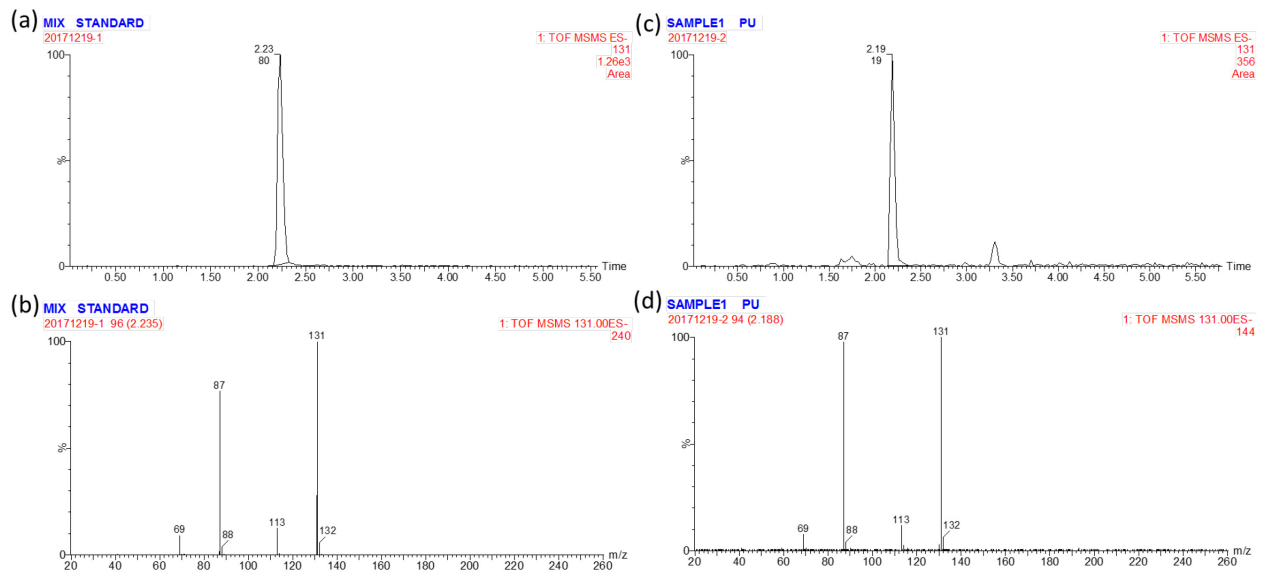 (a)
MIX STANDARD
20171219-1
1: TOF MSMS ES-
131
1.26e3
Area
100
2.23
80
%
0
0.50 1.00 1.50 2.00 2.50 3.00 3.50 4.00 4.50 5.00 5.50 Time
(c)
SAMPLE1 PU
20171219-2
1: TOF MSMS ES-
131
356
Area
100
2.19
19
%
0
0.50 1.00 1.50 2.00 2.50 3.00 3.50 4.00 4.50 5.00 5.50 Time
(b)
MIX STANDARD
20171219-1 96 (2.235)
1: TOF MSMS 131.00ES-
240
100
131
87
%
69
88
113
132
0
20 40 60 80 100 120 140 160 180 200 220 240 260 m/z
(d)
SAMPLE1 PU
20171219-2 94 (2.188)
1: TOF MSMS 131.00ES-
144
100
87
131
%
69
88
113
132
0
20 40 60 80 100 120 140 160 180 200 220 240 260 m/z